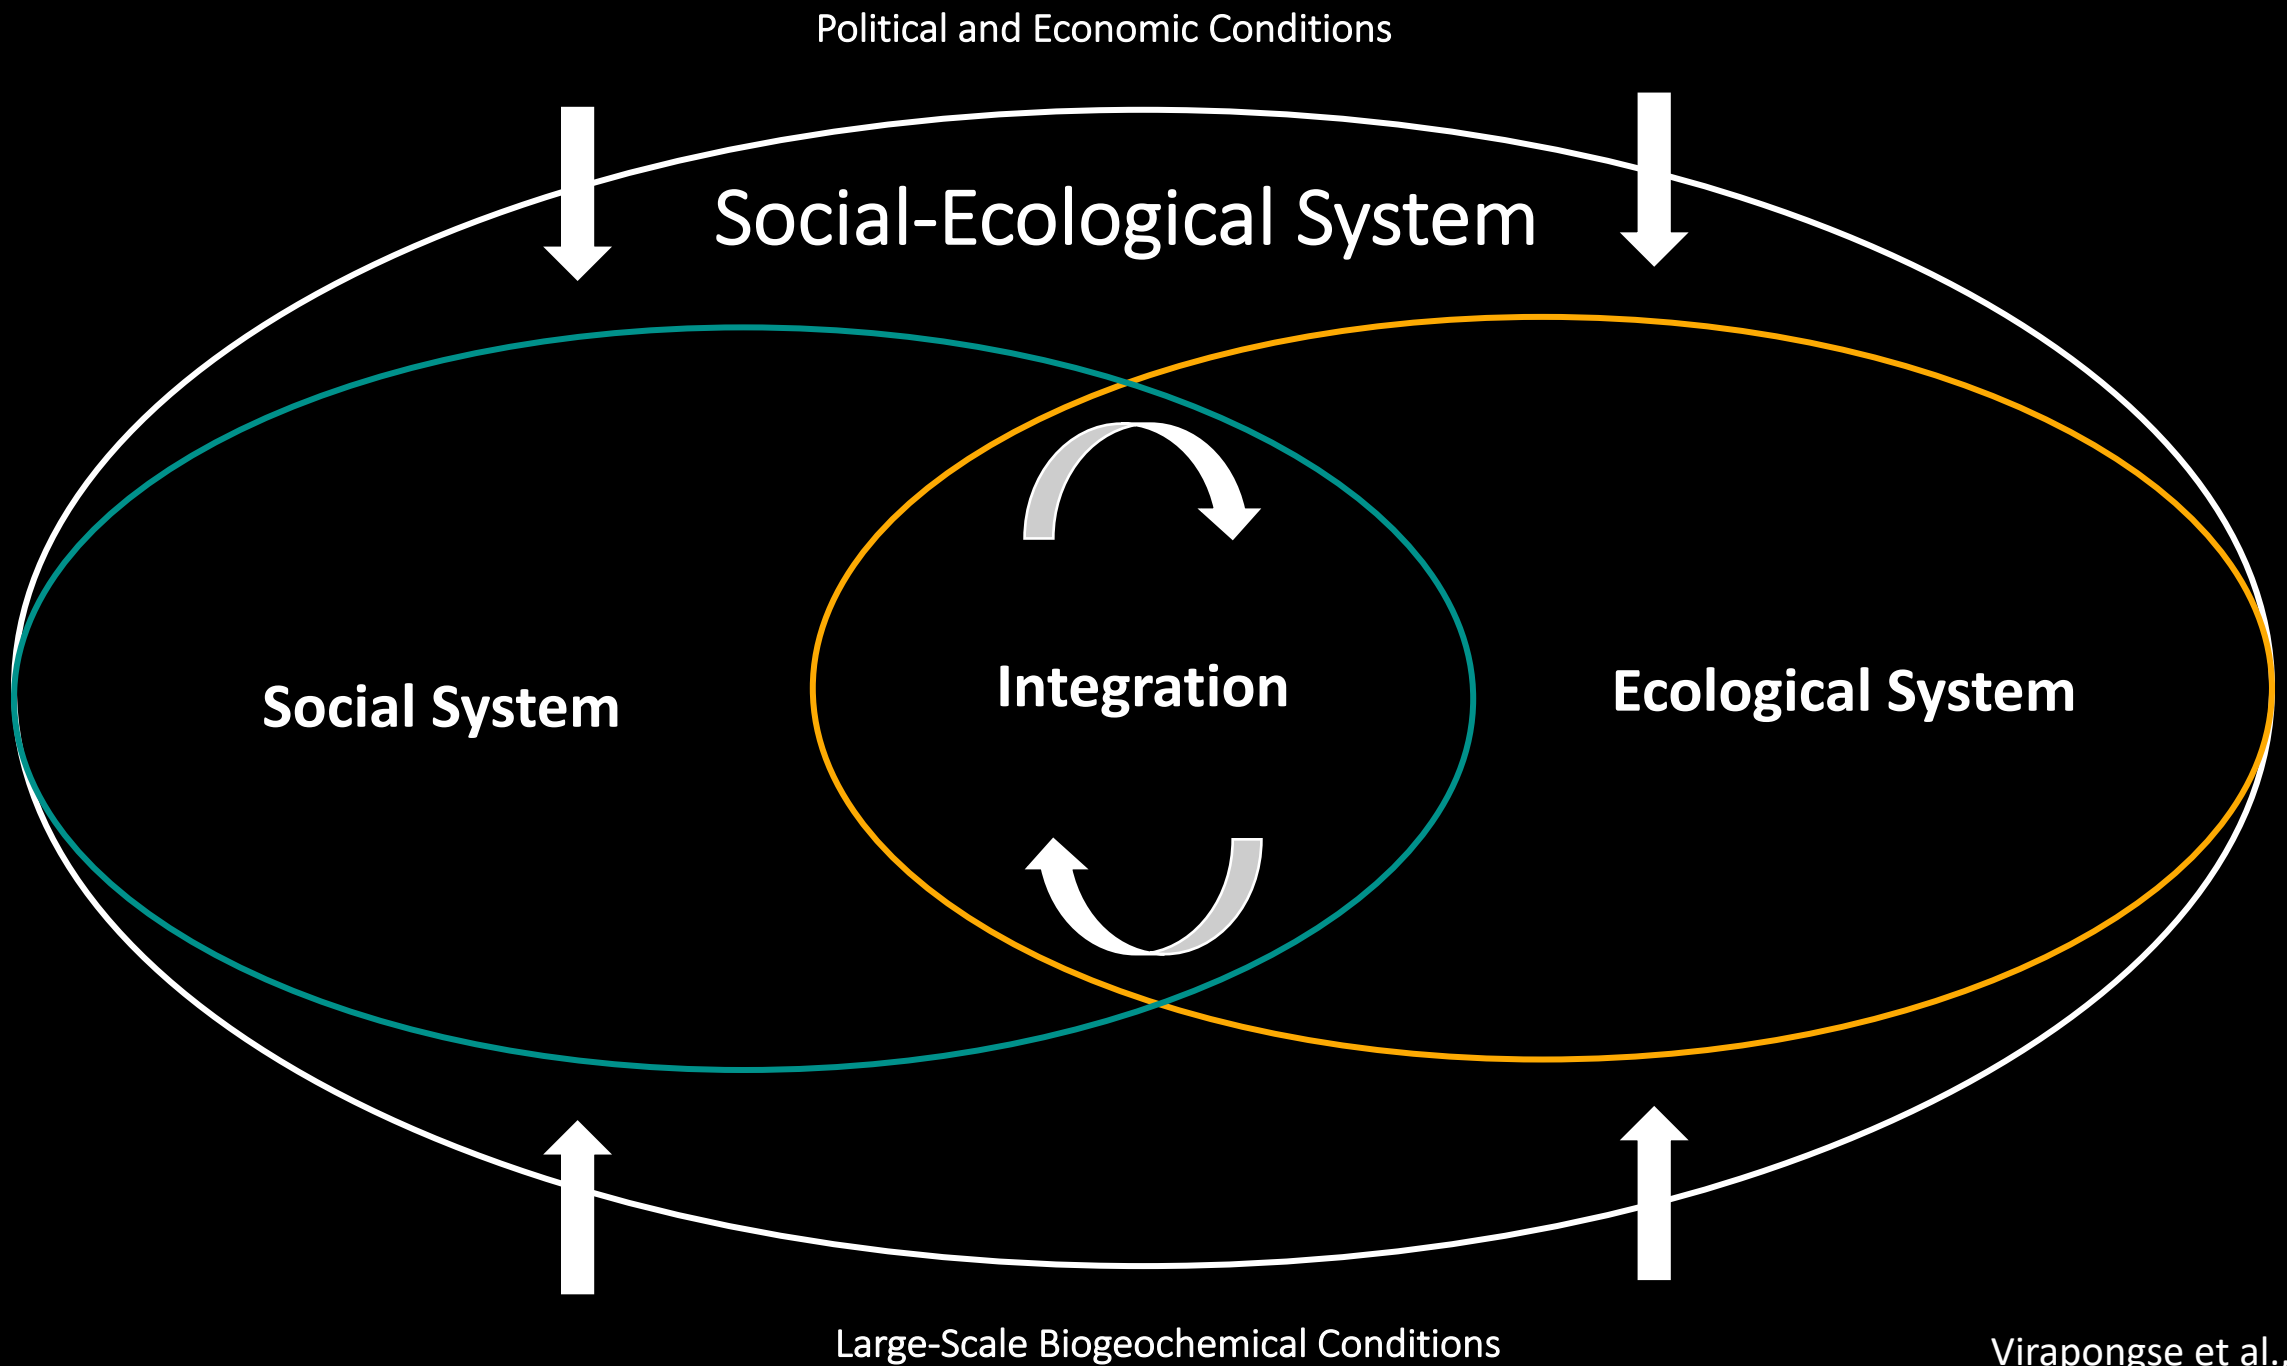 Political and Economic Conditions
Social-Ecological System
Social System
Integration
Ecological System
Large-Scale Biogeochemical Conditions
Virapongse et al.,